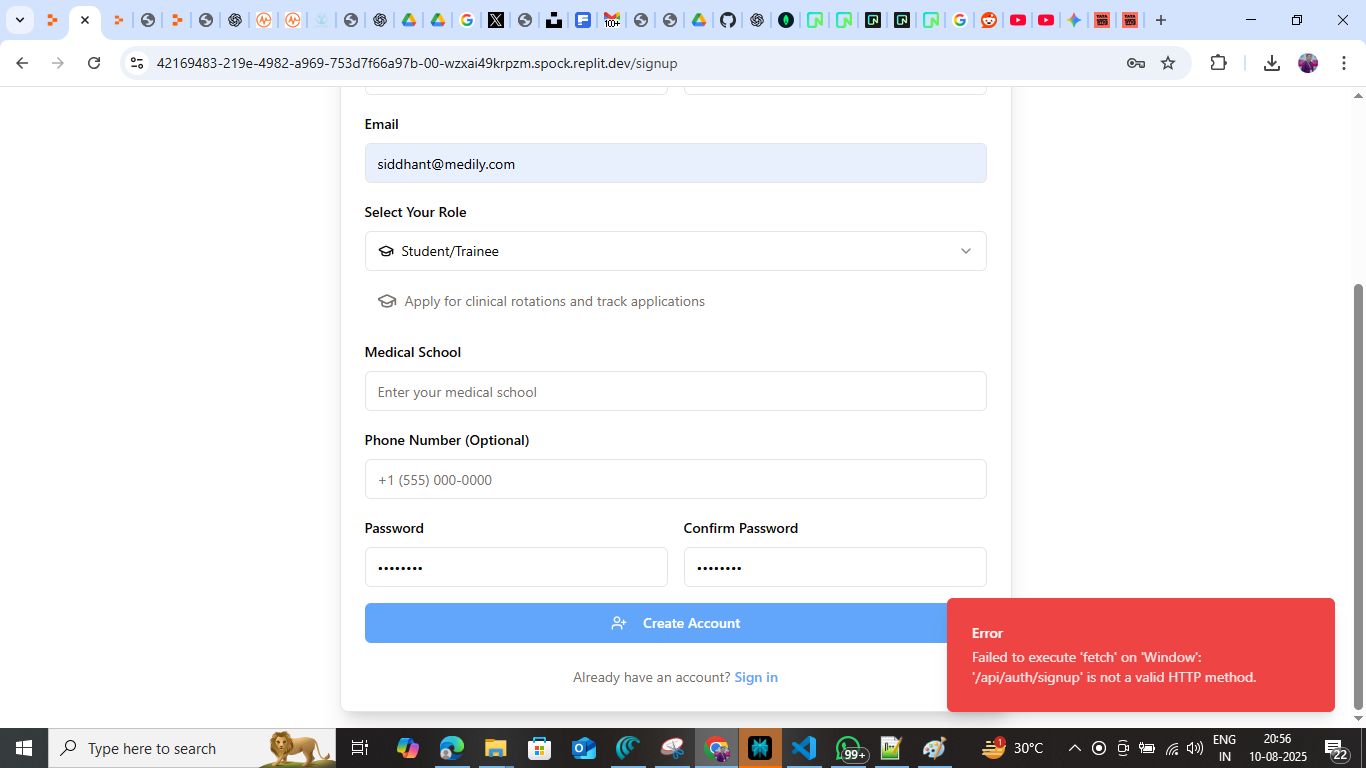 100+
42169483-219e-4982-a969-753d7f66a97b-00-wzxai49krpzm.spock.replit.dev/signup
Email
siddhant@medily.com
Select Your Role
Student/Trainee
Apply for clinical rotations and track applications
Medical School
Enter your medical school
Phone Number (Optional)
+1 (555) 000-0000
Password Confirm Password
Create Account
Already have an account? Sign in
Error
Failed to execute 'fetch' on 'Window':
'/api/auth/signup' is not a valid HTTP method.
Type here to search
99+
1
30°C
ENG
IN
20:56
10-08-2025
22